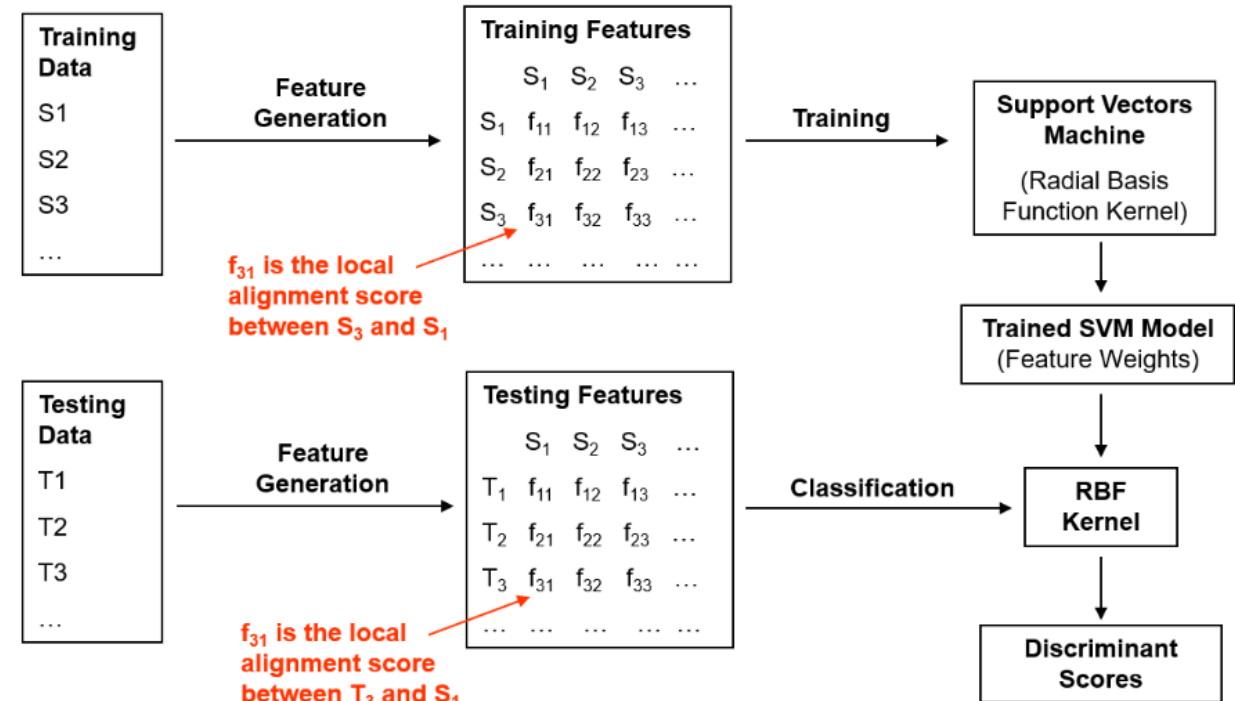 Training
Data
S1
S2
S3
...
Feature
Generation
Training Features
S₁ S₂ S₃ ...
S₁ f₁₁ f₁₂ f₁₃ ...
S₂ f₂₁ f₂₂ f₂₃ ...
S₃ f₃₁ f₃₂ f₃₃ ...
... ... ... ... ...
f₃₁ is the local
alignment score
between S₃ and S₁
Training
Support Vectors
Machine
(Radial Basis
Function Kernel)
Trained SVM Model
(Feature Weights)
Testing
Data
T1
T2
T3
...
Feature
Generation
Testing Features
S₁ S₂ S₃ ...
T₁ f₁₁ f₁₂ f₁₃ ...
T₂ f₂₁ f₂₂ f₂₃ ...
T₃ f₃₁ f₃₂ f₃₃ ...
... ... ... ... ...
f₃₁ is the local
alignment score
between T₃ and S₁
Classification
RBF
Kernel
Discriminant
Scores